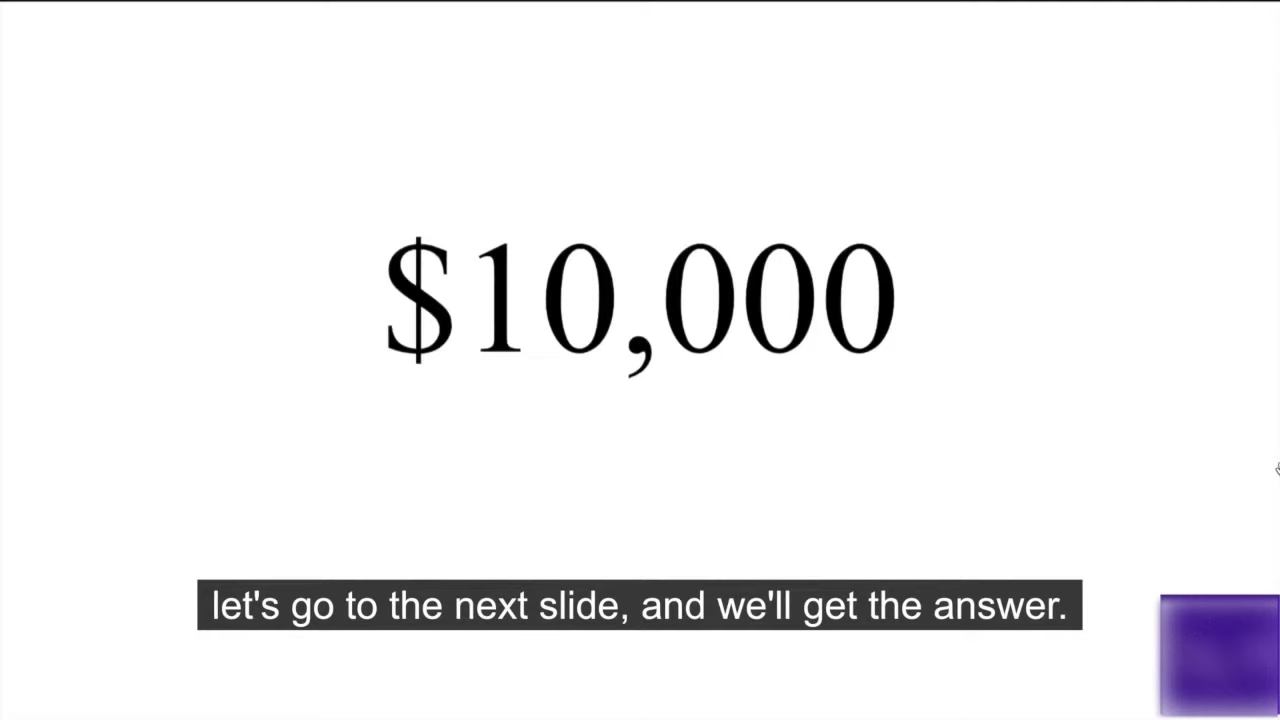 $10,000
let's go to the next slide, and we'll get the answer.